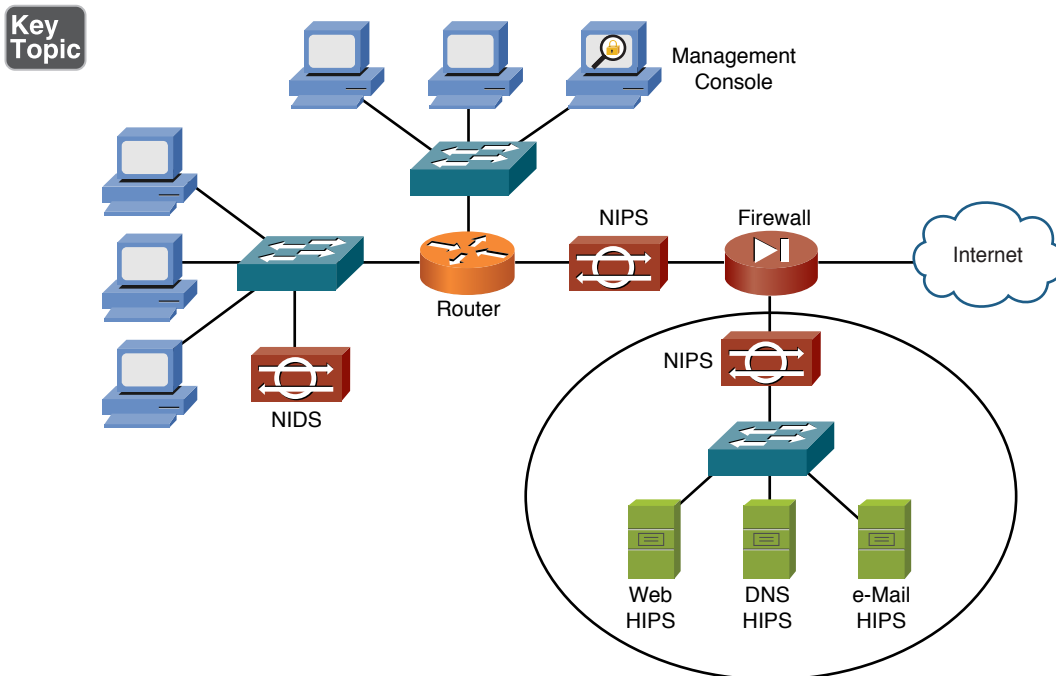 Key
Topic
Management
Console
NIPS
Firewall
Internet
Router
NIPS
NIDS
Web
HIPS
DNS
HIPS
e-Mail
HIPS